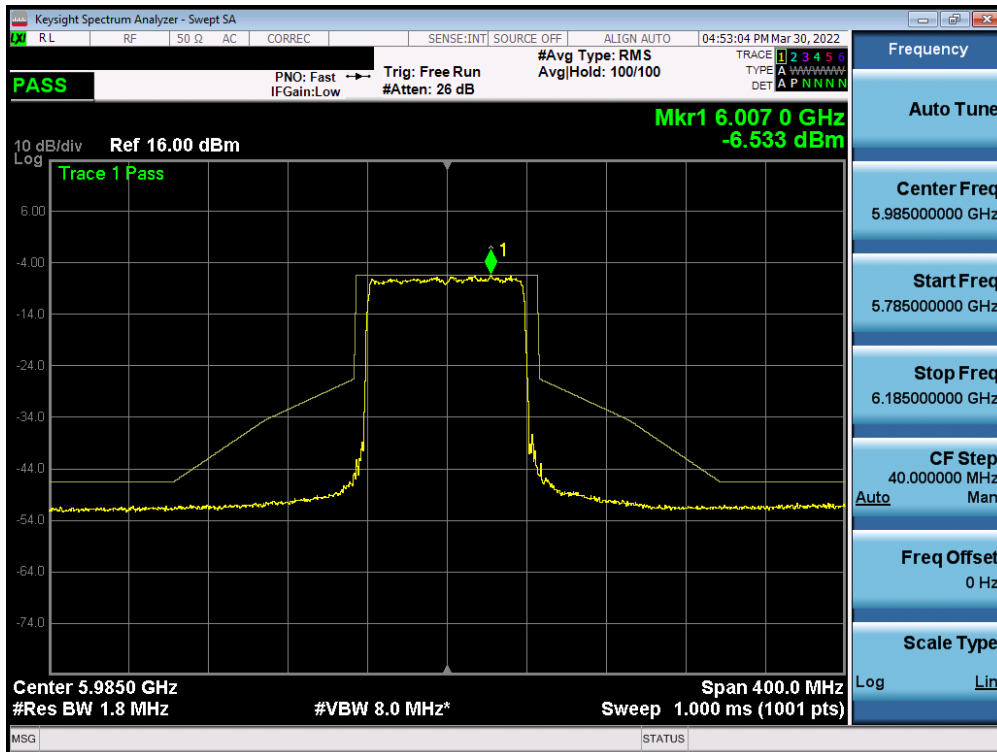 Keysight Spectrum Analyzer - Swept SA
LXI RL RF 50 Ω AC CORREC SENSE:INT SOURCE OFF ALIGN AUTO 04:53:04 PM Mar 30, 2022
PASS
PNO: Fast
IFGain:Low
Trig: Free Run
#Atten: 26 dB
#Avg Type: RMS
Avg|Hold: 100/100
TRACE 1 2 3 4 5 6
TYPE A WWWWW
DET A P N N N N
Mkr1 6.007 0 GHz
-6.533 dBm
10 dB/div Ref 16.00 dBm
Log
Trace 1 Pass
1
6.00
-4.00
-14.0
-24.0
-34.0
-44.0
-54.0
-64.0
-74.0
Center 5.9850 GHz Span 400.0 MHz
#Res BW 1.8 MHz #VBW 8.0 MHz* Sweep 1.000 ms (1001 pts)
MSG STATUS
Frequency
Auto Tune
Center Freq
5.985000000 GHz
Start Freq
5.785000000 GHz
Stop Freq
6.185000000 GHz
CF Step
40.000000 MHz
Auto Man
Freq Offset
0 Hz
Scale Type
Log Lin